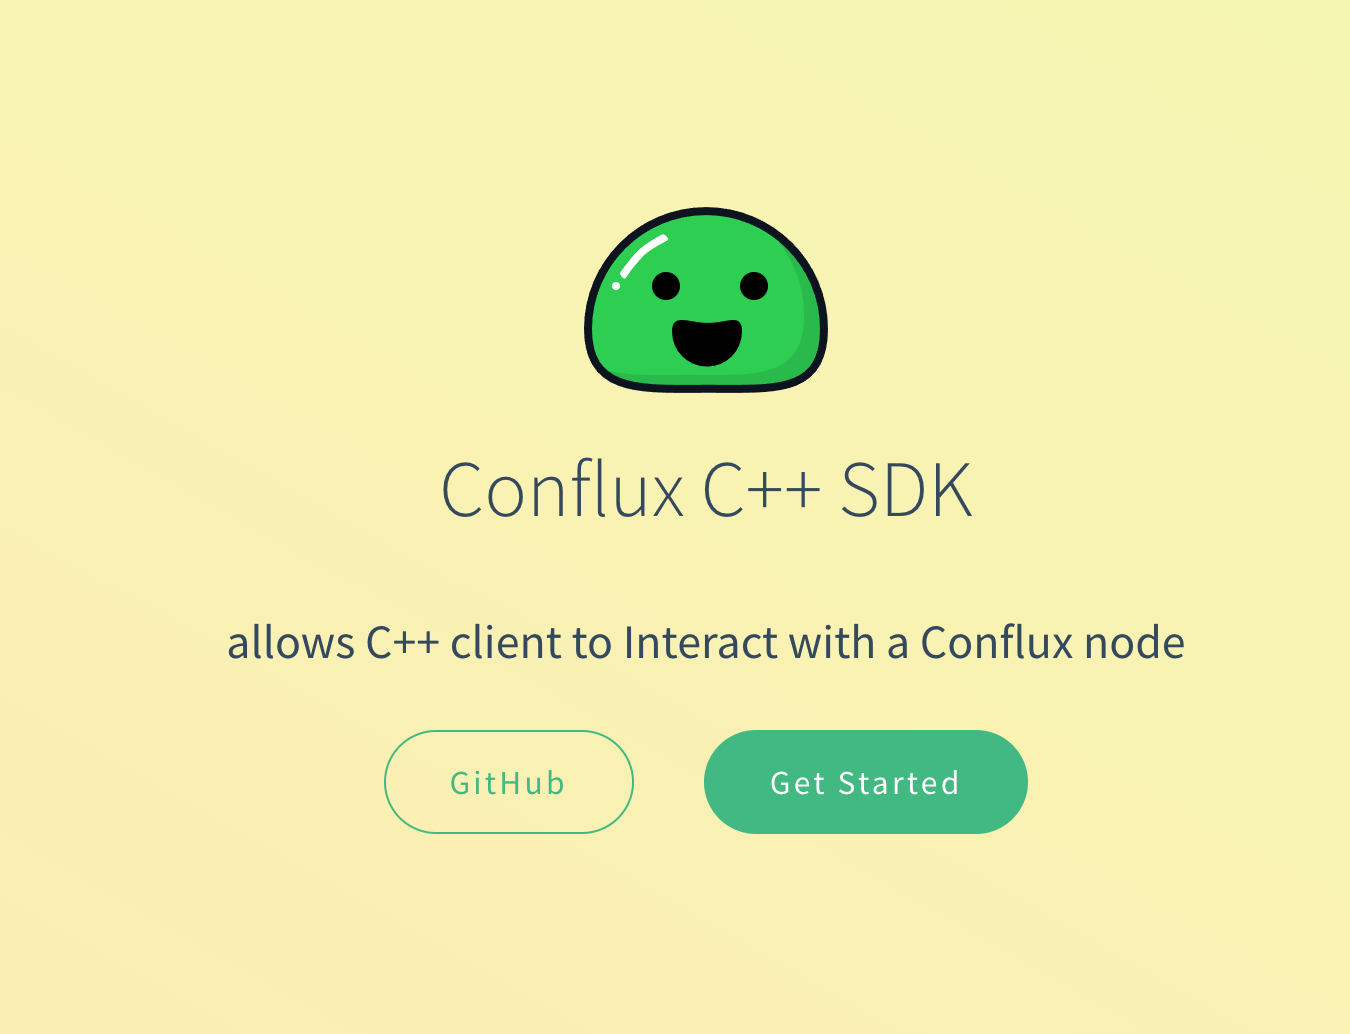 Conflux C++ SDK
allows C++ client to Interact with a Conflux node
GitHub
Get Started